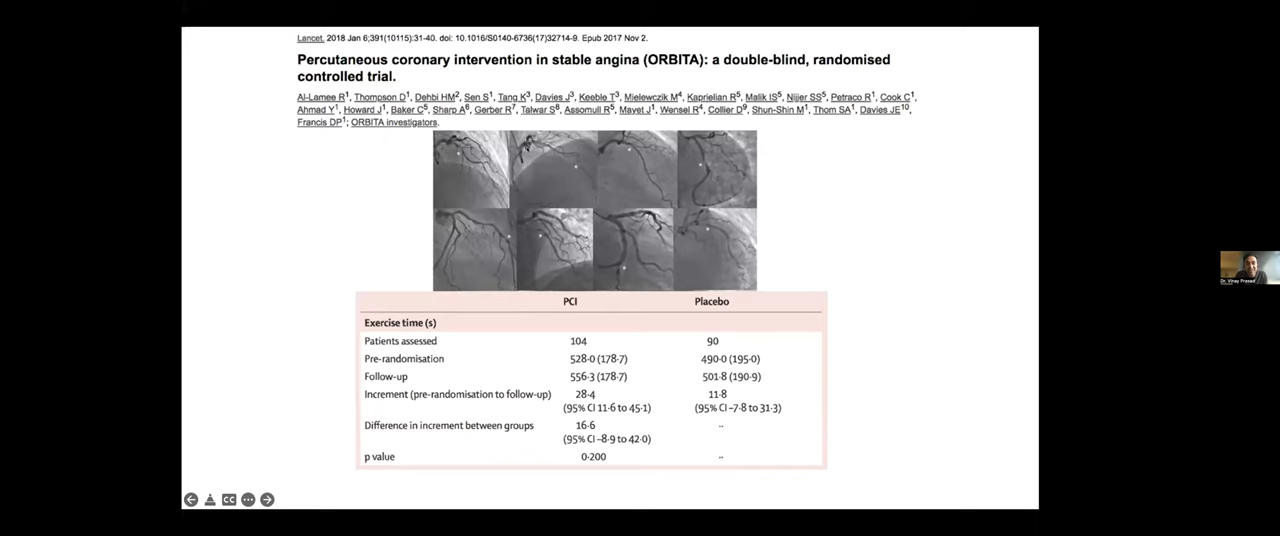 Lancet. 2018 Jan 6;391(10115):31-40. doi: 10.1016/S0140-6736(17)32714-9. Epub 2017 Nov 2.
Percutaneous coronary intervention in stable angina (ORBITA): a double-blind, randomised
controlled trial.
Al-Lamee R1, Thompson D1, Dehbi HM2, Sen S1, Tang K3, Davies J3, Keeble T3, Mielewczik M4, Kaprielian R5, Malik IS5, Nijjer SS5, Petraco R1, Cook C1,
Ahmad Y1, Howard J1, Baker C5, Sharp A6, Gerber R7, Talwar S8, Assomull R5, Mayet J1, Wensel R4, Collier D9, Shun-Shin M1, Thom SA1, Davies JE10,
Francis DP1; ORBITA investigators.
PCI Placebo
Exercise time (s)
Patients assessed 104 90
Pre-randomisation 528·0 (178·7) 490·0 (195·0)
Follow-up 556·3 (178·7) 501·8 (190·9)
Increment (pre-randomisation to follow-up) 28·4 11·8
(95% CI 11·6 to 45·1) (95% CI –7·8 to 31·3)
Difference in increment between groups 16·6 ··
(95% CI –8·9 to 42·0)
p value 0·200 ··
CC
Dr. Vinay Prasad